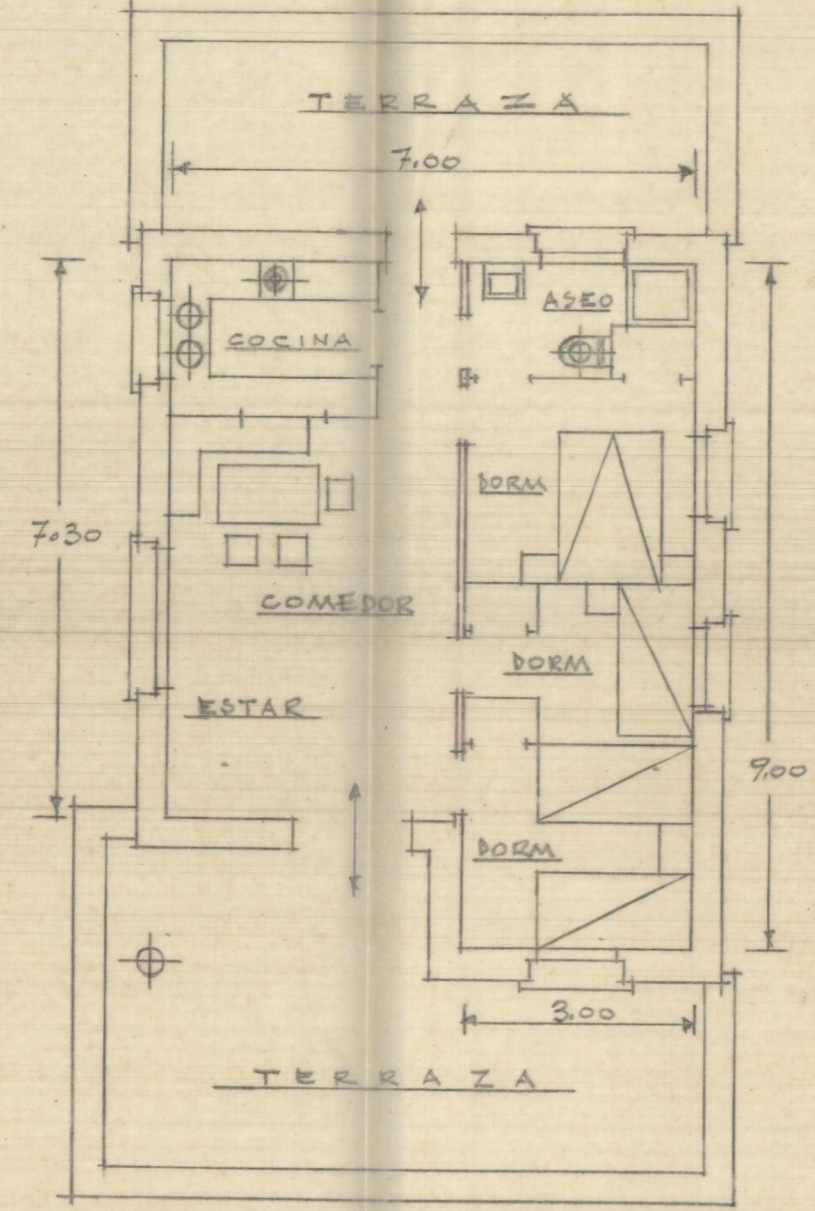 TERRAZA
7.00
ASEO
COCINA
DORM
7.30
COMEDOR
DORM
ESTAR
9.00
DORM
3.00
TERRAZA